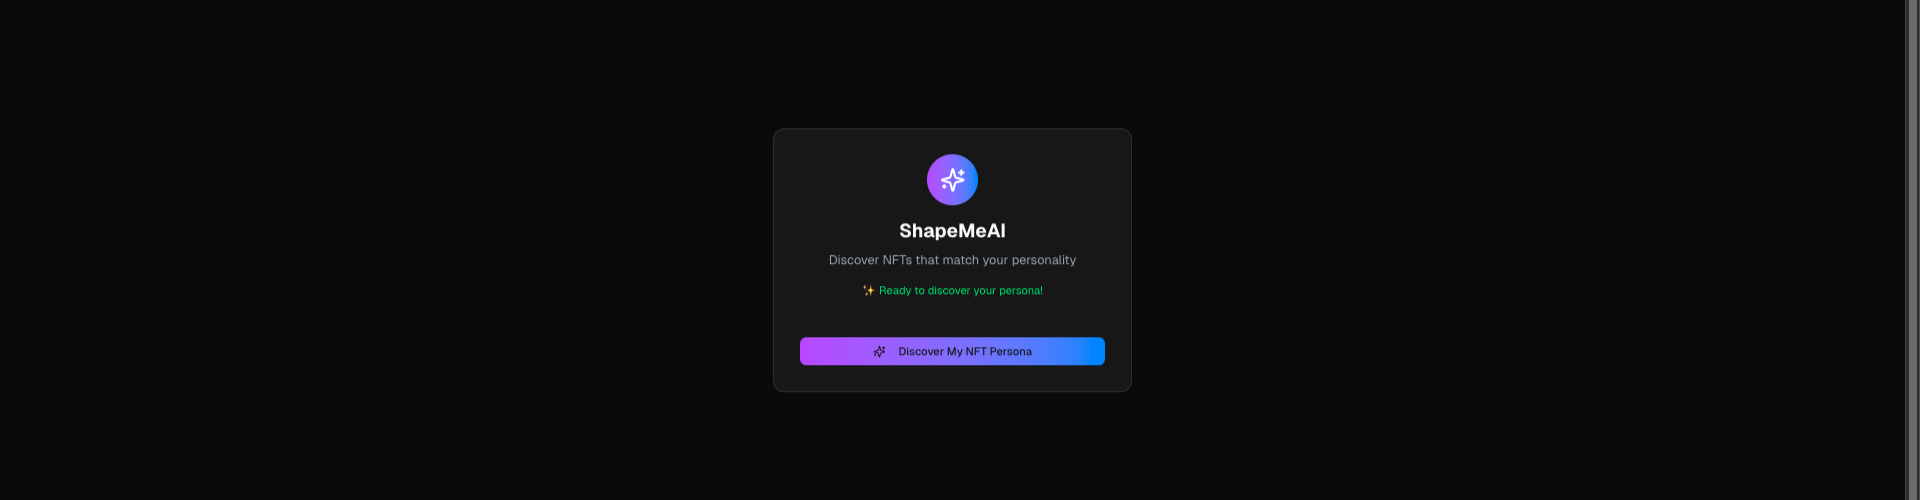 ShapeMeAI
Discover NFTs that match your personality
✨ Ready to discover your persona!
Discover My NFT Persona